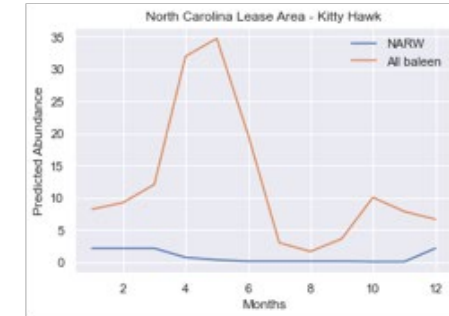 North Carolina Lease Area - Kitty Hawk
NARW
All baleen
Predicted Abundance
35
30
25
20
15
10
5
0
2
4
6
8
10
12
Months